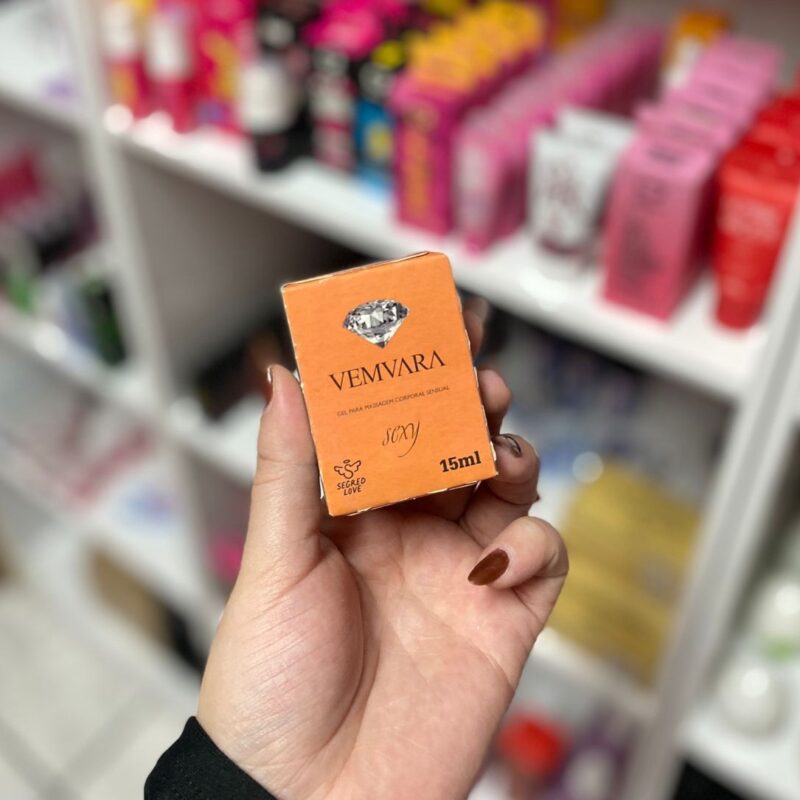 VEMVARA
GEL PARA MASSAGEM CORPORAL SENSUAL
sexy
SEGRED
LOVE
15ml